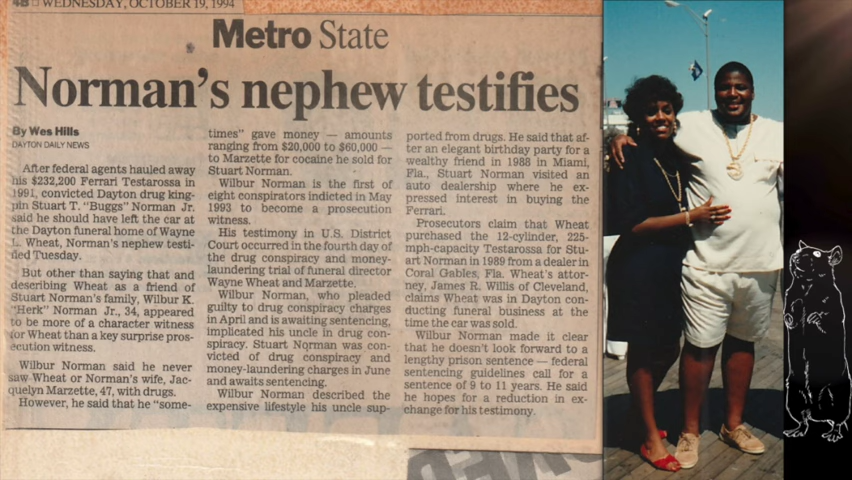 4B □ WEDNESDAY, OCTOBER 19, 1994
Metro State
Norman's nephew testifies
By Wes Hills
DAYTON DAILY NEWS
After federal agents hauled away
his $232,200 Ferrari Testarossa in
1991, convicted Dayton drug king-
pin Stuart T. "Buggs" Norman Jr.
said he should have left the car at
the Dayton funeral home of Wayne
L. Wheat, Norman's nephew testi-
fied Tuesday.
But other than saying that and
describing Wheat as a friend of
Stuart Norman's family, Wilbur K.
"Herk" Norman Jr., 34, appeared
to be more of a character witness
for Wheat than a key surprise pros-
ecution witness.
Wilbur Norman said he never
saw Wheat or Norman's wife, Jac-
quelyn Marzette, 47, with drugs.
However, he said that he "some-
times" gave money — amounts
ranging from $20,000 to $60,000 —
to Marzette for cocaine he sold for
Stuart Norman.
Wilbur Norman is the first of
eight conspirators indicted in May
1993 to become a prosecution
witness.
His testimony in U.S. District
Court occurred in the fourth day of
the drug conspiracy and money-
laundering trial of funeral director
Wayne Wheat and Marzette.
Wilbur Norman, who pleaded
guilty to drug conspiracy charges
in April and is awaiting sentencing,
implicated his uncle in drug con-
spiracy. Stuart Norman was con-
victed of drug conspiracy and
money-laundering charges in June
and awaits sentencing.
Wilbur Norman described the
expensive lifestyle his uncle sup-
ported from drugs. He said that af-
ter an elegant birthday party for a
wealthy friend in 1988 in Miami,
Fla., Stuart Norman visited an
auto dealership where he ex-
pressed interest in buying the
Ferrari.
Prosecutors claim that Wheat
purchased the 12-cylinder, 225-
mph-capacity Testarossa for Stu-
art Norman in 1989 from a dealer in
Coral Gables, Fla. Wheat's attor-
ney, James R. Willis of Cleveland,
claims Wheat was in Dayton con-
ducting funeral business at the
time the car was sold.
Wilbur Norman made it clear
that he doesn't look forward to a
lengthy prison sentence — federal
sentencing guidelines call for a
sentence of 9 to 11 years. He said
he hopes for a reduction in ex-
change for his testimony.